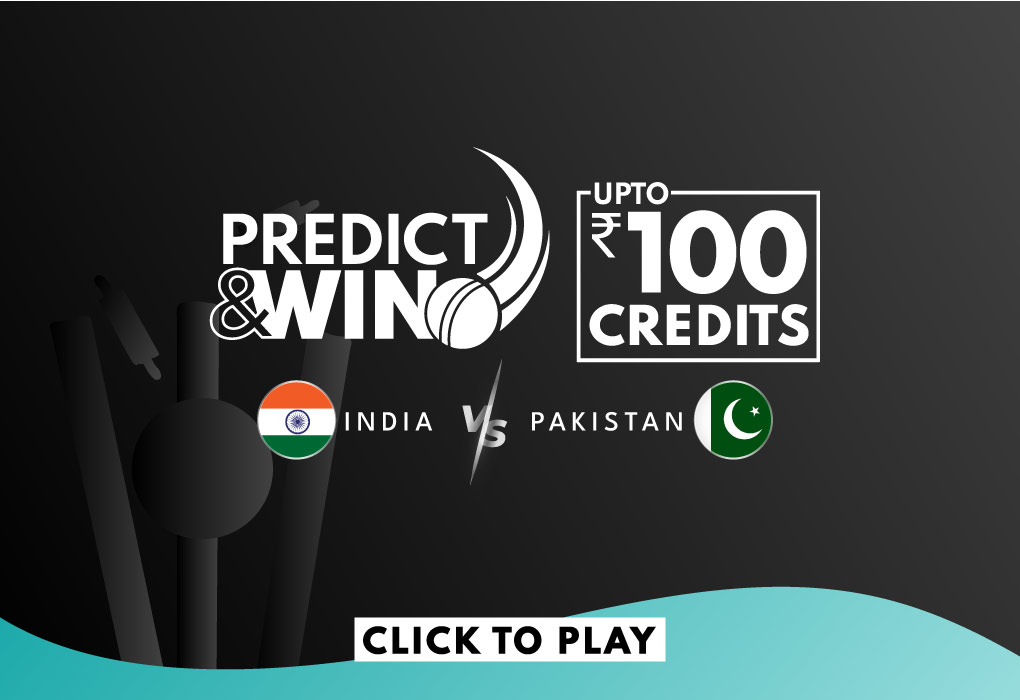 PREDICT
&WIN
UPTO
₹100
CREDITS
INDIA VS PAKISTAN
CLICK TO PLAY